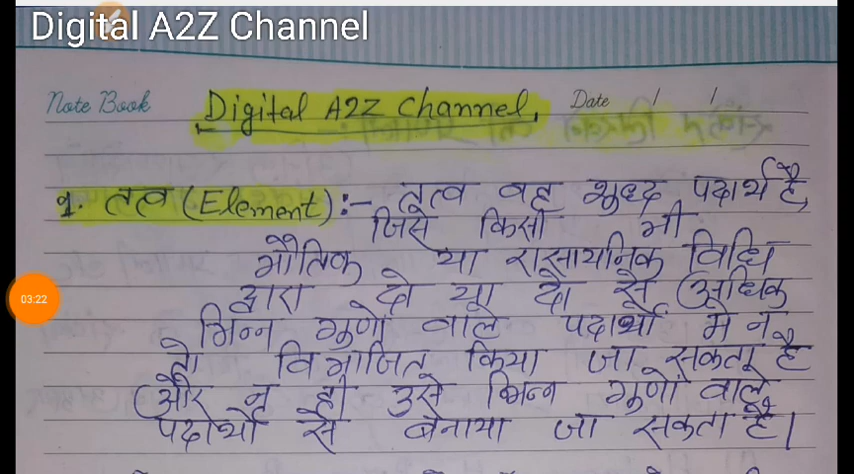 Digital A2Z Channel
Note Book Digital A2Z Channel. Date / /
१. तत्व (Element) :- तत्व वह शुध्द पदार्थ है,
जिसे किसी भी
भौतिक या रासायनिक विधि
द्वारा दो या दो से अधिक
भिन्न गुणों वाले पदार्थों में न
तो विभाजित किया जा सकता है
और न ही उसे भिन्न गुणों वाले
पदार्थों से बनाया जा सकता है।
03:22